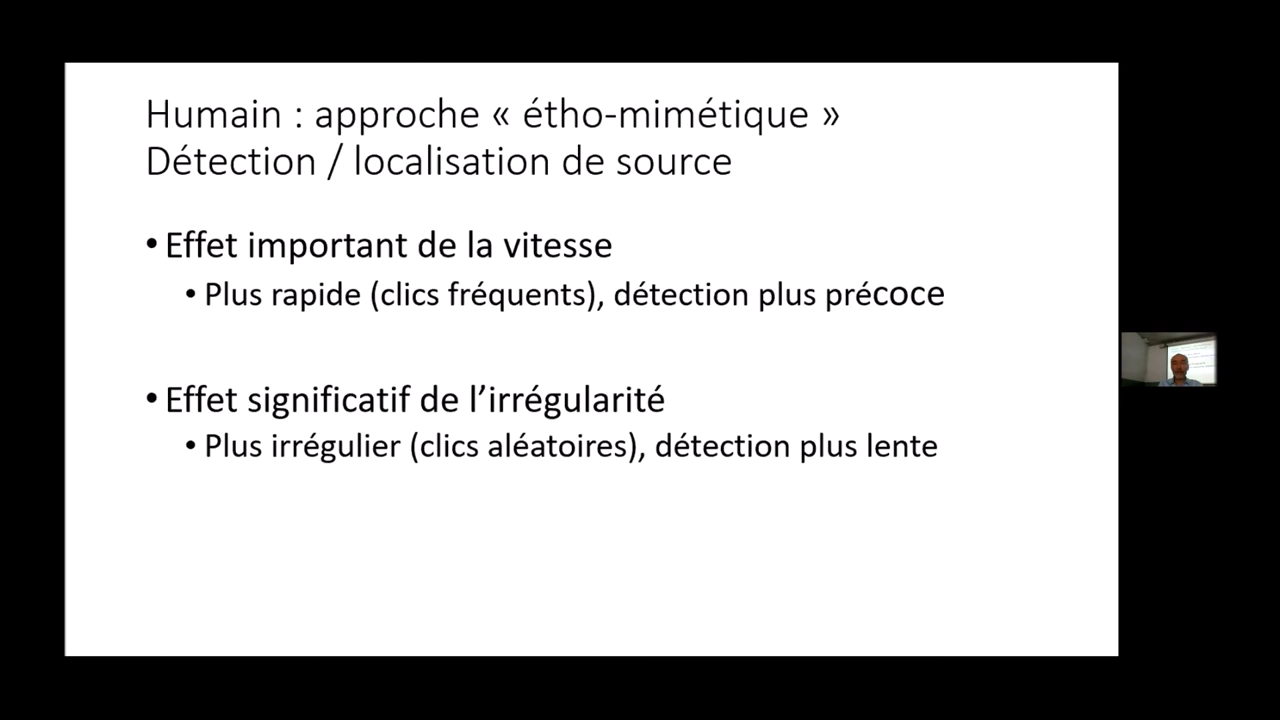 Humain : approche « étho-mimétique »
Détection / localisation de source
• Effet important de la vitesse
• Plus rapide (clics fréquents), détection plus précoce
• Effet significatif de l’irrégularité
• Plus irrégulier (clics aléatoires), détection plus lente